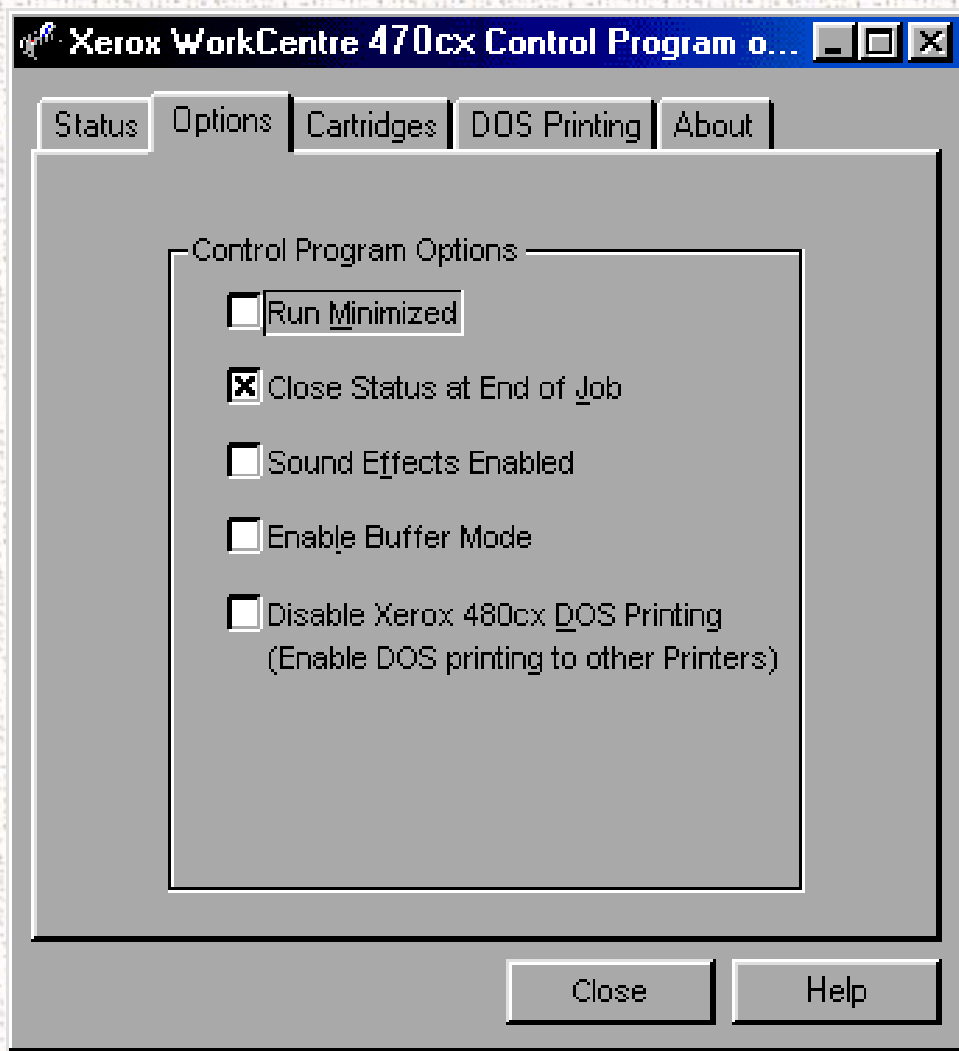 Xerox WorkCentre 470cx Control Program o...
Status Options Cartridges DOS Printing About
Control Program Options
Run Minimized
Close Status at End of Job
Sound Effects Enabled
Enable Buffer Mode
Disable Xerox 480cx DOS Printing
(Enable DOS printing to other Printers)
Close Help